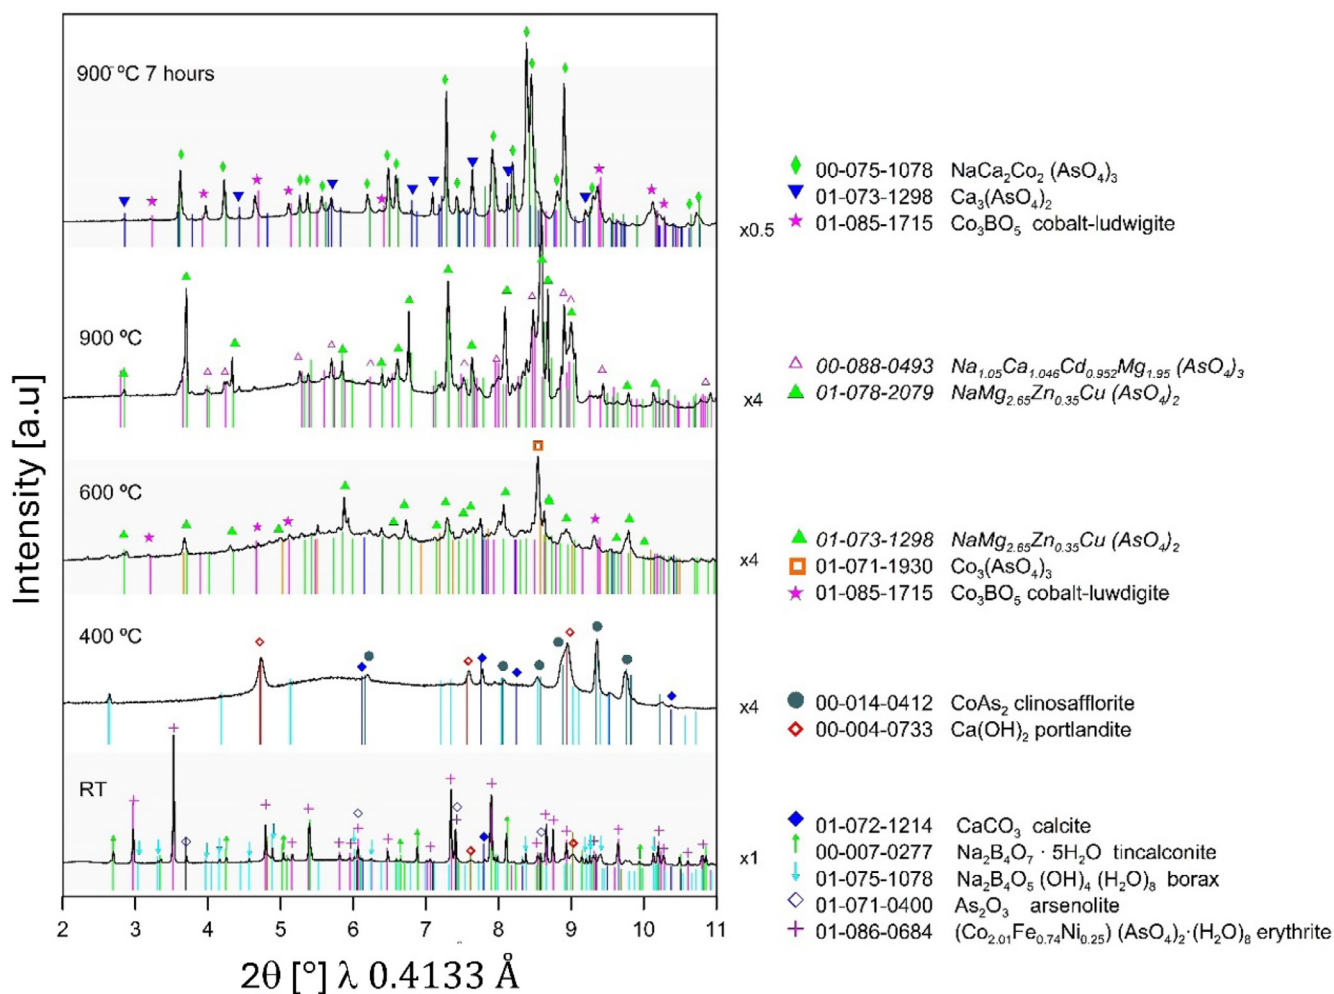 Intensity [a.u]
900 ºC 7 hours
x0.5
00-075-1078 NaCa2Co2 (AsO4)3
01-073-1298 Ca3(AsO4)2
01-085-1715 Co3BO5 cobalt-ludwigite
900 ºC
x4
00-088-0493 Na1.05Ca1.046Cd0.952Mg1.95 (AsO4)3
01-078-2079 NaMg2.65Zn0.35Cu (AsO4)2
600 ºC
x4
01-073-1298 NaMg2.65Zn0.35Cu (AsO4)2
01-071-1930 Co3(AsO4)3
01-085-1715 Co3BO5 cobalt-luwdigite
400 ºC
x4
00-014-0412 CoAs2 clinosafflorite
00-004-0733 Ca(OH)2 portlandite
RT
x1
01-072-1214 CaCO3 calcite
00-007-0277 Na2B4O7 · 5H2O tincalconite
01-075-1078 Na2B4O5 (OH)4 (H2O)8 borax
01-071-0400 As2O3 arsenolite
01-086-0684 (Co2.01Fe0.74Ni0.25) (AsO4)2·(H2O)8 erythrite
2 3 4 5 6 7 8 9 10 11
2θ [°] λ 0.4133 Å